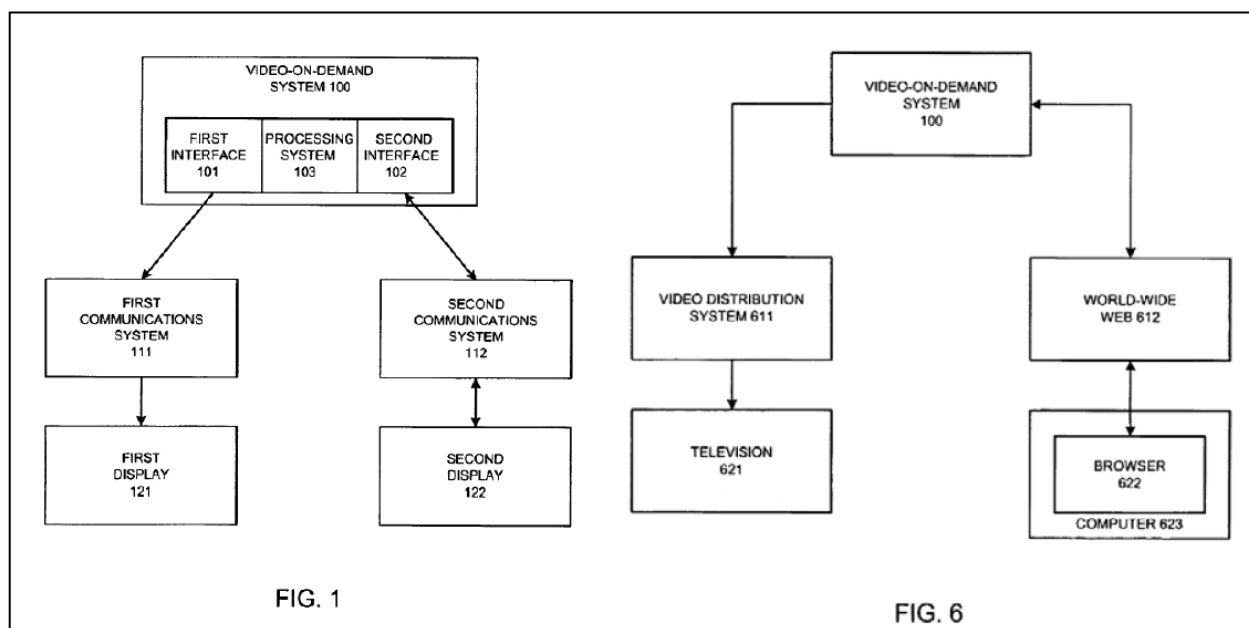 VIDEO-ON-DEMAND
SYSTEM 100
FIRST
INTERFACE
101
PROCESSING
SYSTEM
103
SECOND
INTERFACE
102
FIRST
COMMUNICATIONS
SYSTEM
111
SECOND
COMMUNICATIONS
SYSTEM
112
FIRST
DISPLAY
121
SECOND
DISPLAY
122
FIG. 1
VIDEO-ON-DEMAND
SYSTEM
100
VIDEO DISTRIBUTION
SYSTEM 611
WORLD-WIDE
WEB 612
TELEVISION
621
BROWSER
622
COMPUTER 623
FIG. 6